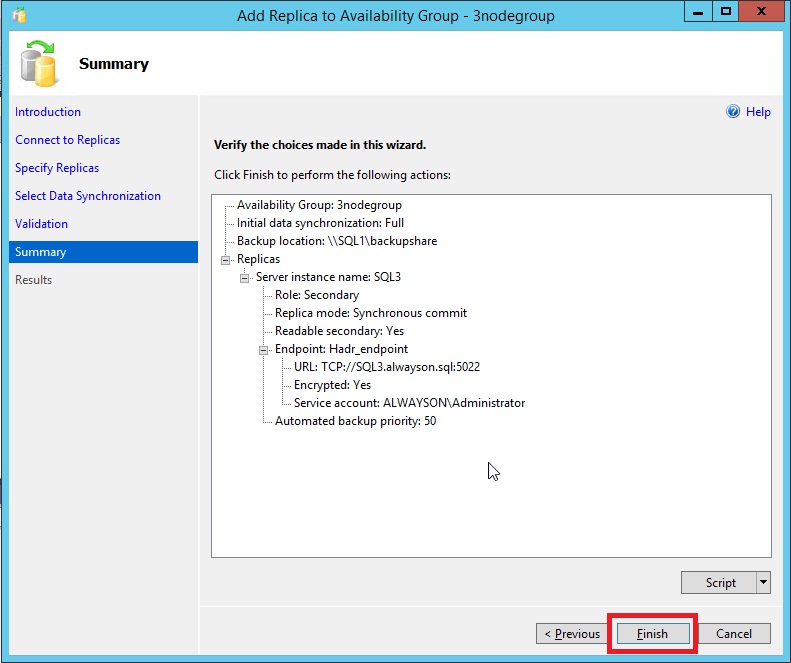 Add Replica to Availability Group - 3nodegroup
Summary
Introduction
Connect to Replicas
Specify Replicas
Select Data Synchronization
Validation
Summary
Results
Help
Verify the choices made in this wizard.
Click Finish to perform the following actions:
Availability Group: 3nodegroup
Initial data synchronization: Full
Backup location: \\SQL1\backupshare
Replicas
Server instance name: SQL3
Role: Secondary
Replica mode: Synchronous commit
Readable secondary: Yes
Endpoint: Hadr_endpoint
URL: TCP://SQL3.alwayson.sql:5022
Encrypted: Yes
Service account: ALWAYSON\Administrator
Automated backup priority: 50
Script
< Previous
Finish
Cancel